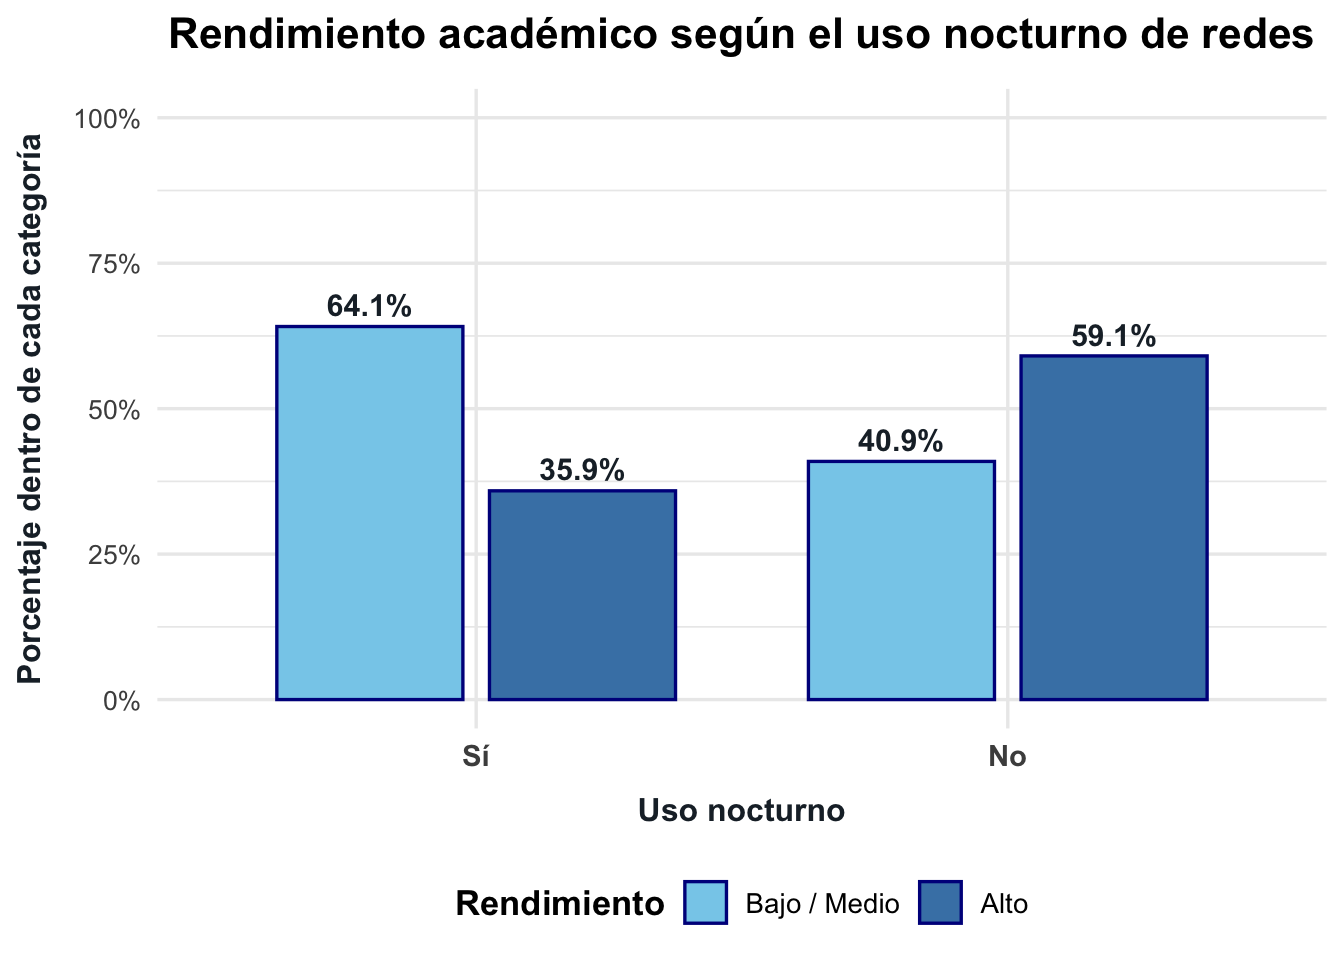 Rendimiento académico según el uso nocturno de redes
Porcentaje dentro de cada categoría
100%
75%
50%
25%
0%
64.1%
35.9%
40.9%
59.1%
Sí
No
Uso nocturno
Rendimiento
Bajo / Medio
Alto